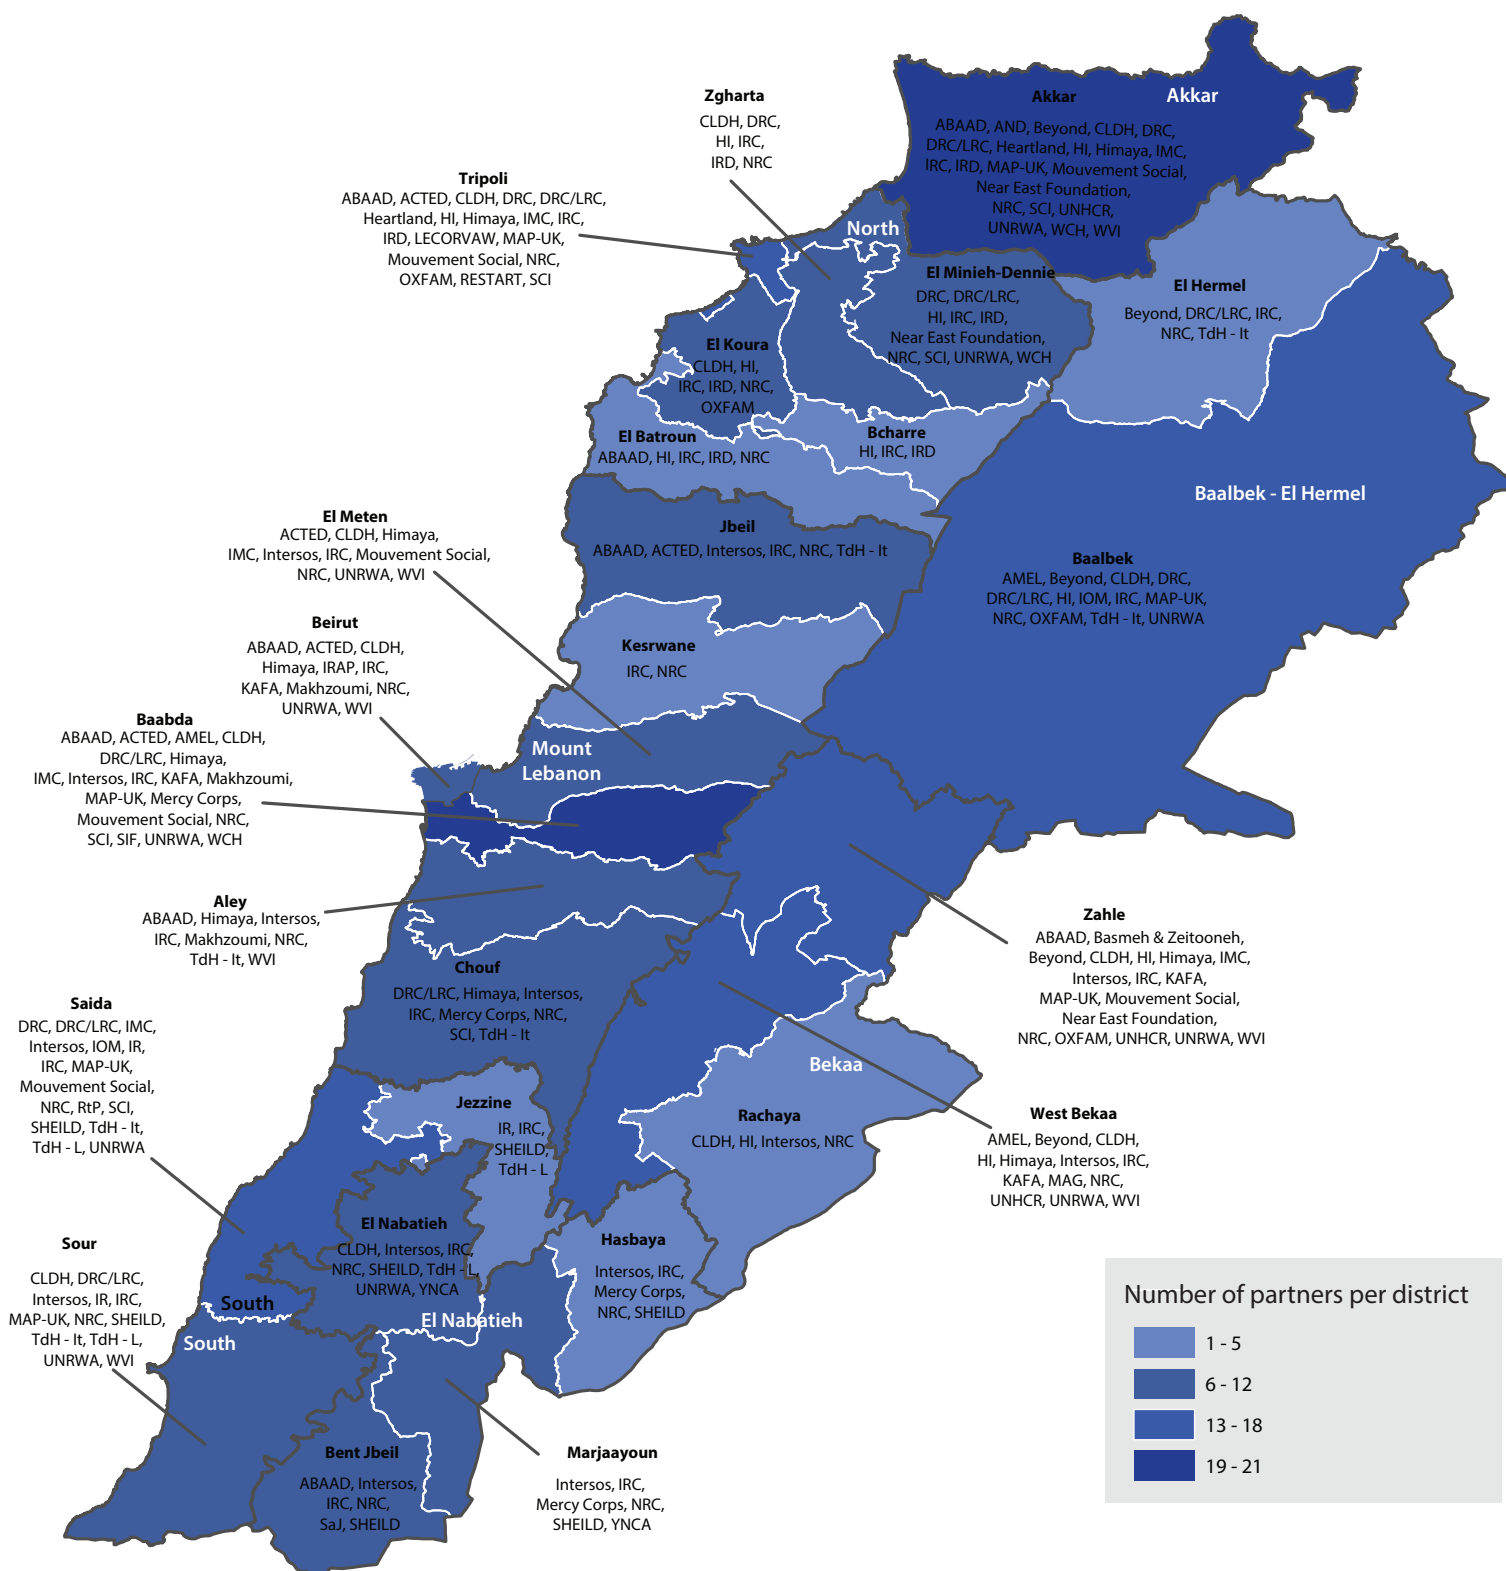 Akkar
Akkar
ABAAD, AND, Beyond, CLDH, DRC,
DRC/LRC, Heartland, HI, Himaya, IMC,
IRC, IRD, MAP-UK, Mouvement Social,
Near East Foundation,
NRC, SCI, UNHCR,
UNRWA, WCH, WVI
Zgharta
CLDH, DRC,
HI, IRC,
IRD, NRC
Tripoli
ABAAD, ACTED, CLDH, DRC, DRC/LRC,
Heartland, HI, Himaya, IMC, IRC,
IRD, LECORVAW, MAP-UK,
Mouvement Social, NRC,
OXFAM, RESTART, SCI
North
El Minieh-Dennie
DRC, DRC/LRC,
HI, IRC, IRD,
Near East Foundation,
NRC, SCI, UNRWA, WCH
El Hermel
Beyond, DRC/LRC, IRC,
NRC, TdH - It
El Koura
CLDH, HI,
IRC, IRD, NRC,
OXFAM
El Batroun
ABAAD, HI, IRC, IRD, NRC
Bcharre
HI, IRC, IRD
Baalbek - El Hermel
Baalbek
AMEL, Beyond, CLDH, DRC,
DRC/LRC, HI, IOM, IRC, MAP-UK,
NRC, OXFAM, TdH - It, UNRWA
El Meten
ACTED, CLDH, Himaya,
IMC, Intersos, IRC, Mouvement Social,
NRC, UNRWA, WVI
Jbeil
ABAAD, ACTED, Intersos, IRC, NRC, TdH - It
Beirut
ABAAD, ACTED, CLDH,
Himaya, IRAP, IRC,
KAFA, Makhzoumi, NRC,
UNRWA, WVI
Kesrwane
IRC, NRC
Baabda
ABAAD, ACTED, AMEL, CLDH,
DRC/LRC, Himaya,
IMC, Intersos, IRC, KAFA, Makhzoumi,
MAP-UK, Mercy Corps,
Mouvement Social, NRC,
SCI, SIF, UNRWA, WCH
Mount
Lebanon
Aley
ABAAD, Himaya, Intersos,
IRC, Makhzoumi, NRC,
TdH - It, WVI
Zahle
ABAAD, Basmeh & Zeitooneh,
Beyond, CLDH, HI, Himaya, IMC,
Intersos, IRC, KAFA,
MAP-UK, Mouvement Social,
Near East Foundation,
NRC, OXFAM, UNHCR, UNRWA, WVI
Chouf
DRC/LRC, Himaya, Intersos,
IRC, Mercy Corps, NRC,
SCI, TdH - It
Saida
DRC, DRC/LRC, IMC,
Intersos, IOM, IR,
IRC, MAP-UK,
Mouvement Social,
NRC, RtP, SCI,
SHEILD, TdH - It,
TdH - L, UNRWA
Bekaa
Jezzine
IR, IRC,
SHEILD,
TdH - L
Rachaya
CLDH, HI, Intersos, NRC
West Bekaa
AMEL, Beyond, CLDH,
HI, Himaya, Intersos, IRC,
KAFA, MAG, NRC,
UNHCR, UNRWA, WVI
Sour
CLDH, DRC/LRC,
Intersos, IR, IRC,
MAP-UK, NRC, SHEILD,
TdH - It, TdH - L,
UNRWA, WVI
El Nabatieh
CLDH, Intersos, IRC,
NRC, SHEILD, TdH - L,
UNRWA, YNCA
Hasbaya
Intersos, IRC,
Mercy Corps,
NRC, SHEILD
South
El Nabatieh
South
Bent Jbeil
ABAAD, Intersos,
IRC, NRC,
SaJ, SHEILD
Marjaayoun
Intersos, IRC,
Mercy Corps, NRC,
SHEILD, YNCA
Number of partners per district
1 - 5
6 - 12
13 - 18
19 - 21